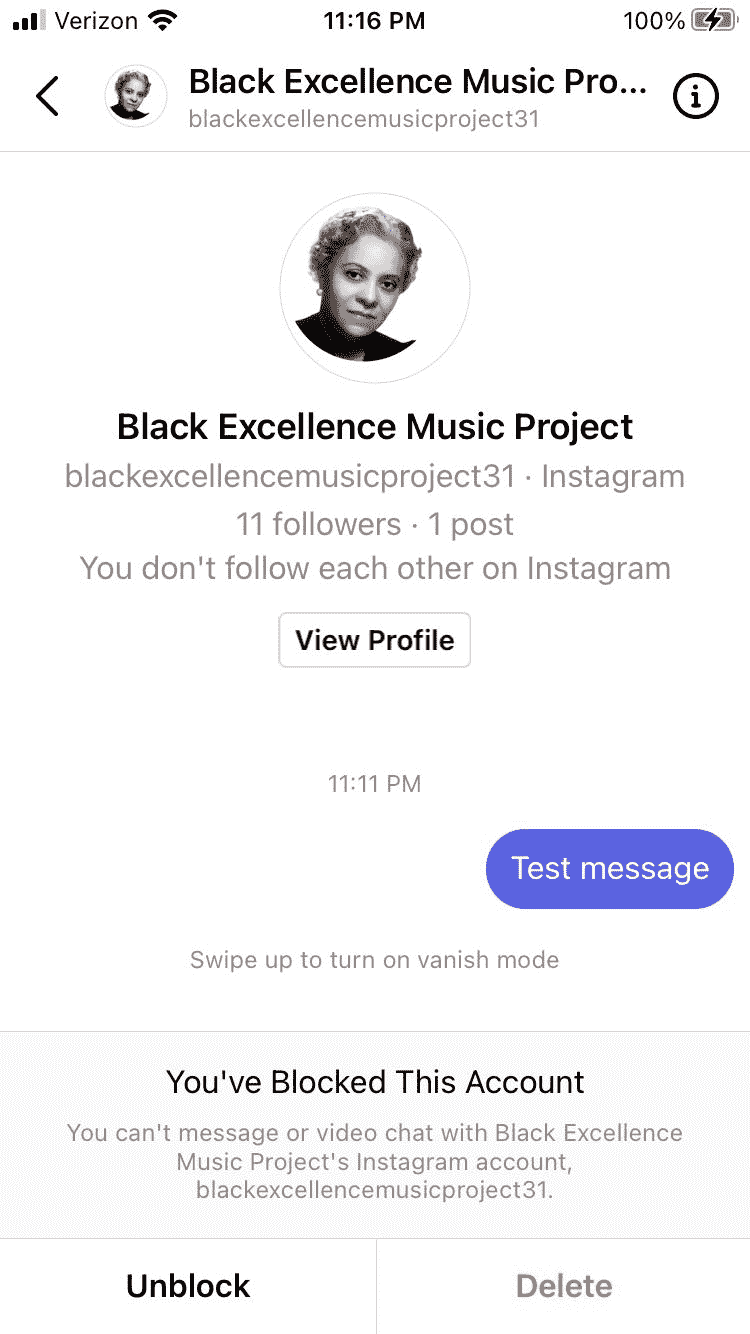 Verizon 11:16 PM 100%
Black Excellence Music Pro...
blackexcellencemusicproject31
Black Excellence Music Project
blackexcellencemusicproject31 · Instagram
11 followers · 1 post
You don't follow each other on Instagram
View Profile
11:11 PM
Test message
Swipe up to turn on vanish mode
You've Blocked This Account
You can't message or video chat with Black Excellence
Music Project's Instagram account,
blackexcellencemusicproject31.
Unblock Delete